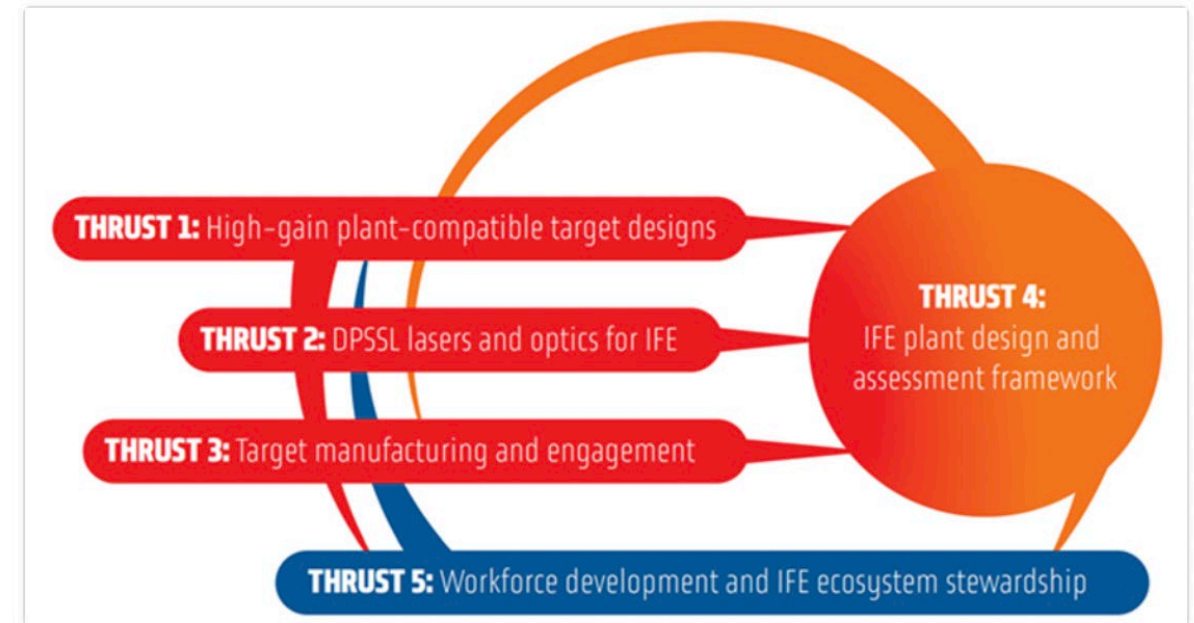 THRUST 1: High-gain plant-compatible target designs
THRUST 2: DPSSL lasers and optics for IFE
THRUST 3: Target manufacturing and engagement
THRUST 4:
IFE plant design and
assessment framework
THRUST 5: Workforce development and IFE ecosystem stewardship